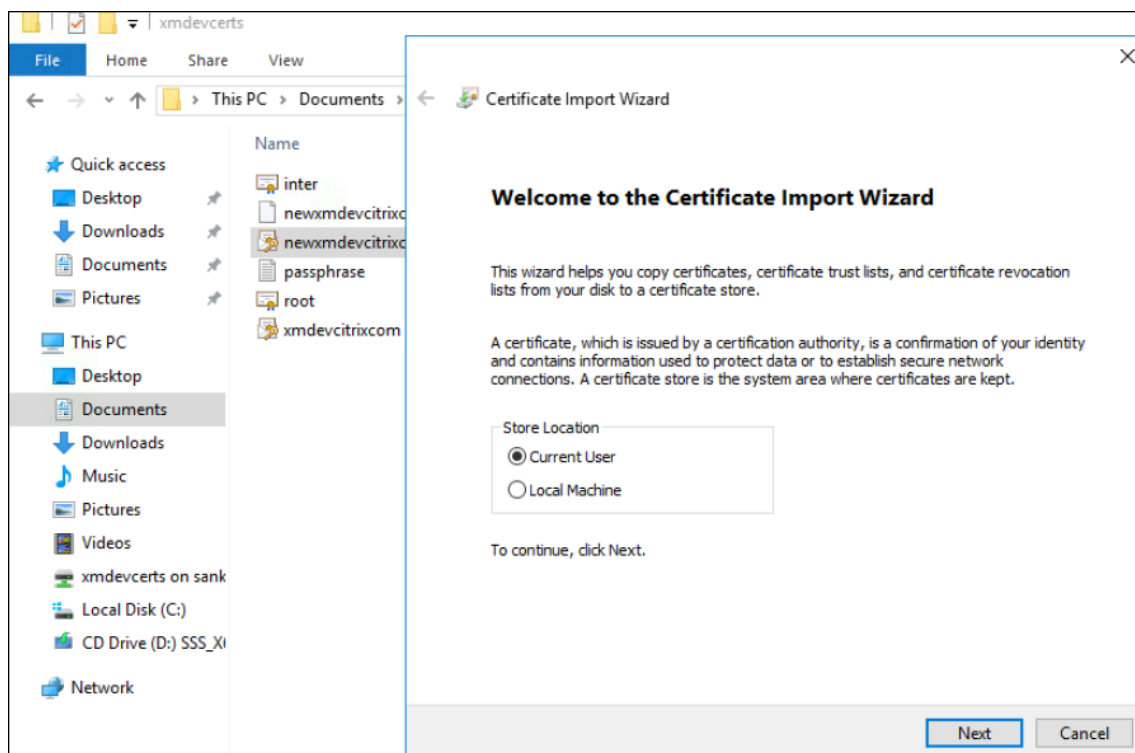 xmdevcerts
File Home Share View
This PC > Documents >
Certificate Import Wizard
Name
Quick access
Desktop
Downloads
Documents
Pictures
This PC
Desktop
Documents
Downloads
Music
Pictures
Videos
xmdevcerts on sank
Local Disk (C:)
CD Drive (D:) SSS_X
Network
inter
newxmdevcitrixc
newxmdevcitrixc
passphrase
root
xmdevcitrixcom
Welcome to the Certificate Import Wizard
This wizard helps you copy certificates, certificate trust lists, and certificate revocation
lists from your disk to a certificate store.
A certificate, which is issued by a certification authority, is a confirmation of your identity
and contains information used to protect data or to establish secure network
connections. A certificate store is the system area where certificates are kept.
Store Location
Current User
Local Machine
To continue, click Next.
Next Cancel